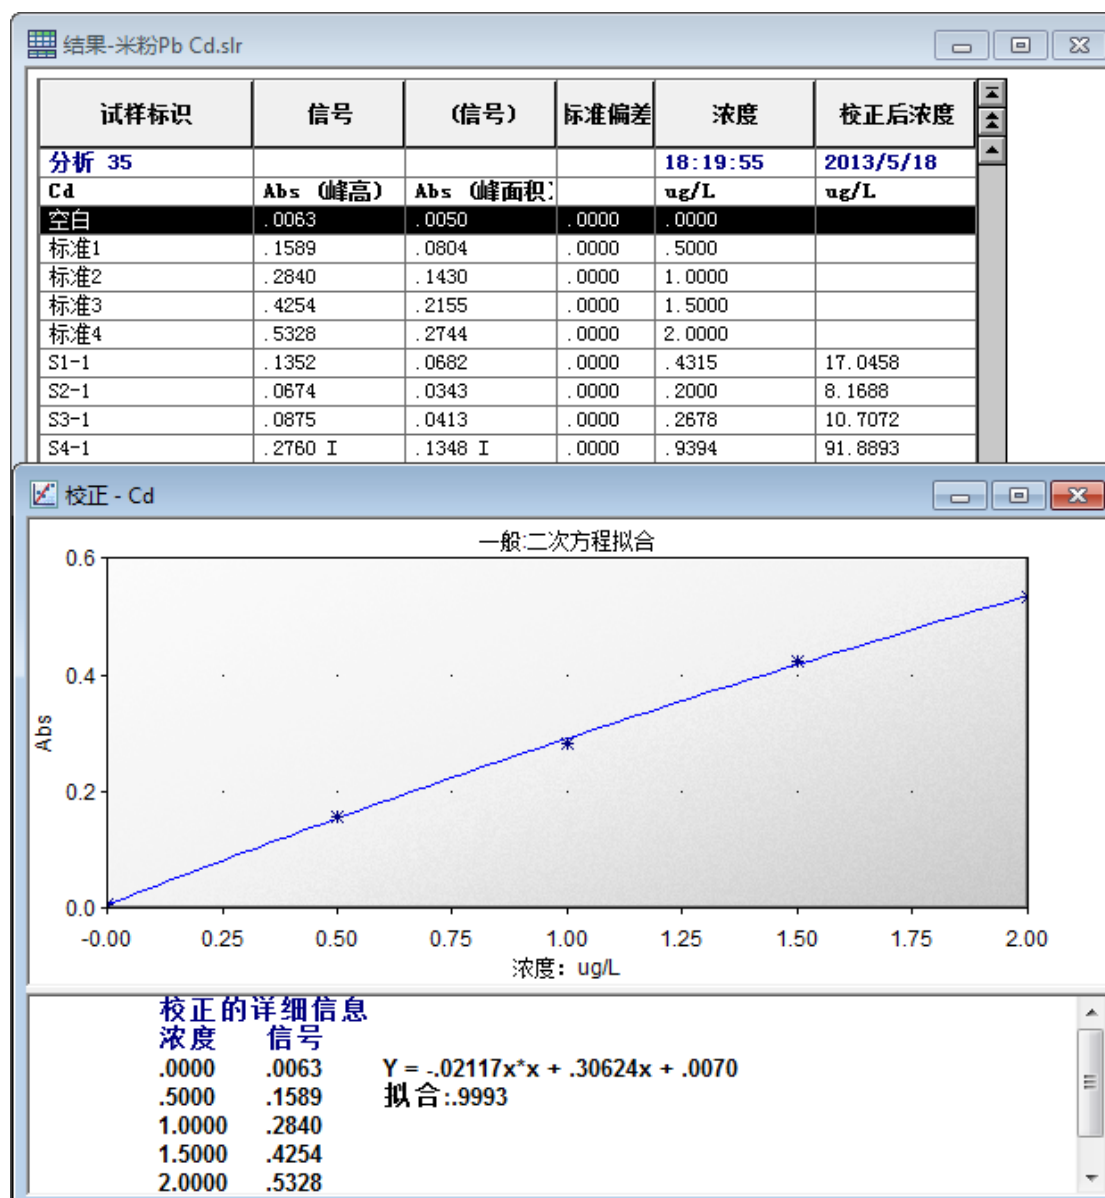 结果-米粉Pb Cd.slr
试样标识 信号 (信号) 标准偏差 浓度 校正后浓度
分析 35 18:19:55 2013/5/18
Cd Abs (峰高) Abs (峰面积) ug/L ug/L
空白 .0063 .0050 .0000 .0000
标准1 .1589 .0804 .0000 .5000
标准2 .2840 .1430 .0000 1.0000
标准3 .4254 .2155 .0000 1.5000
标准4 .5328 .2744 .0000 2.0000
S1-1 .1352 .0682 .0000 .4315 17.0458
S2-1 .0674 .0343 .0000 .2000 8.1688
S3-1 .0875 .0413 .0000 .2678 10.7072
S4-1 .2760 I .1348 I .0000 .9394 91.8893
校正 - Cd
一般:二次方程拟合
0.6
0.4
Abs
0.2
0.0
-0.00 0.25 0.50 0.75 1.00 1.25 1.50 1.75 2.00
浓度：ug/L
校正的详细信息
浓度 信号
.0000 .0063 Y = -.02117x*x + .30624x + .0070
.5000 .1589 拟合:.9993
1.0000 .2840
1.5000 .4254
2.0000 .5328